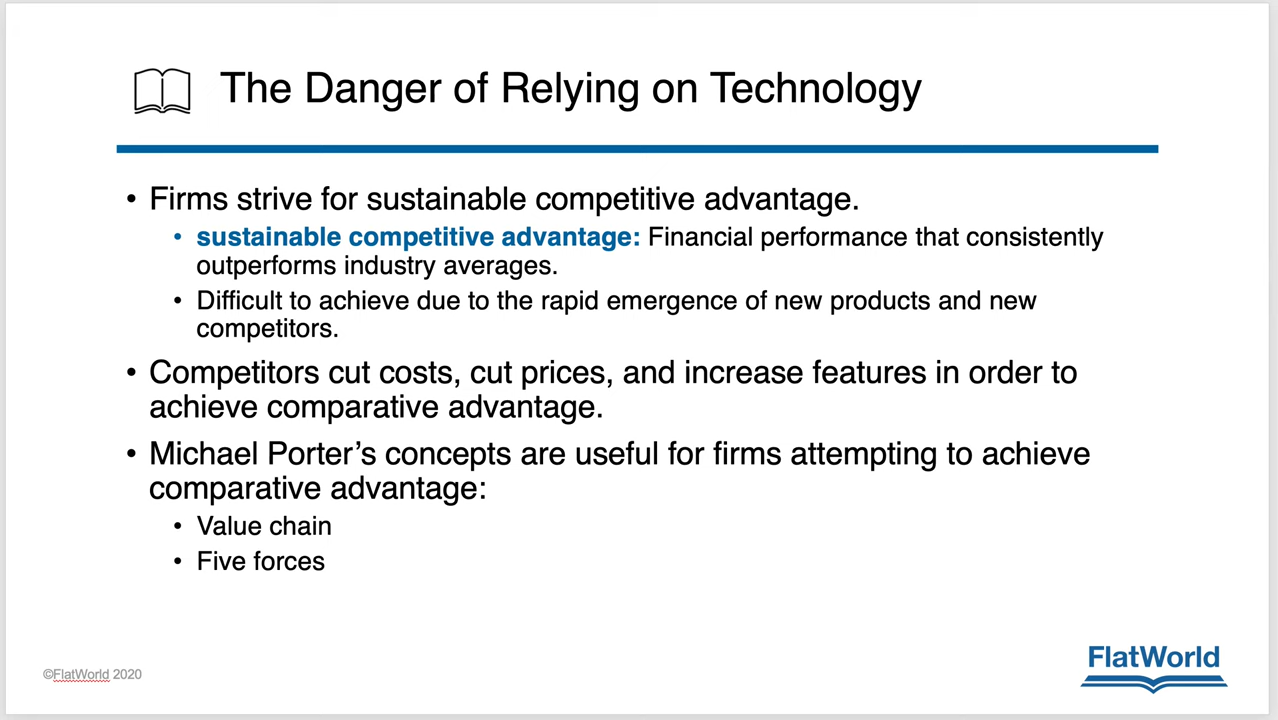 The Danger of Relying on Technology
• Firms strive for sustainable competitive advantage.
• sustainable competitive advantage: Financial performance that consistently
outperforms industry averages.
• Difficult to achieve due to the rapid emergence of new products and new
competitors.
• Competitors cut costs, cut prices, and increase features in order to
achieve comparative advantage.
• Michael Porter’s concepts are useful for firms attempting to achieve
comparative advantage:
• Value chain
• Five forces
©FlatWorld 2020
FlatWorld